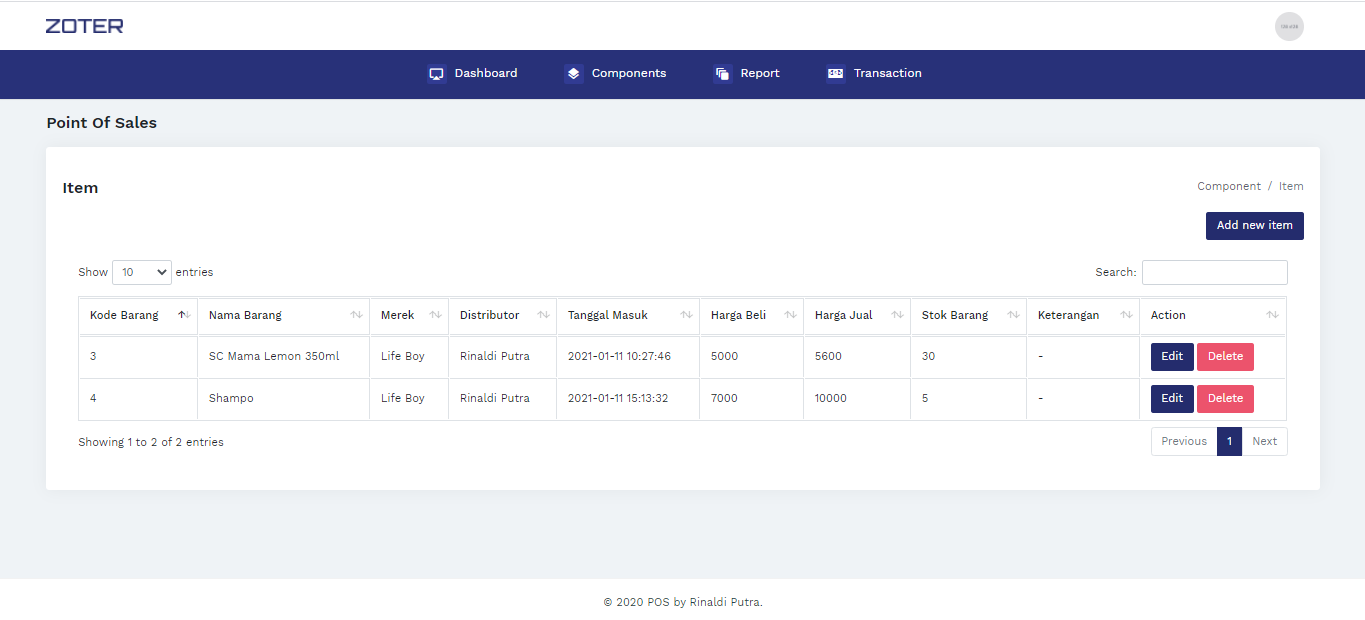 ZOTER
Dashboard Components Report Transaction
Point Of Sales
Item
Component / Item
Add new item
Show 10 entries Search:
Kode Barang Nama Barang Merek Distributor Tanggal Masuk Harga Beli Harga Jual Stok Barang Keterangan Action
3 SC Mama Lemon 350ml Life Boy Rinaldi Putra 2021-01-11 10:27:46 5000 5600 30 - Edit Delete
4 Shampo Life Boy Rinaldi Putra 2021-01-11 15:13:32 7000 10000 5 - Edit Delete
Showing 1 to 2 of 2 entries Previous 1 Next
© 2020 POS by Rinaldi Putra.